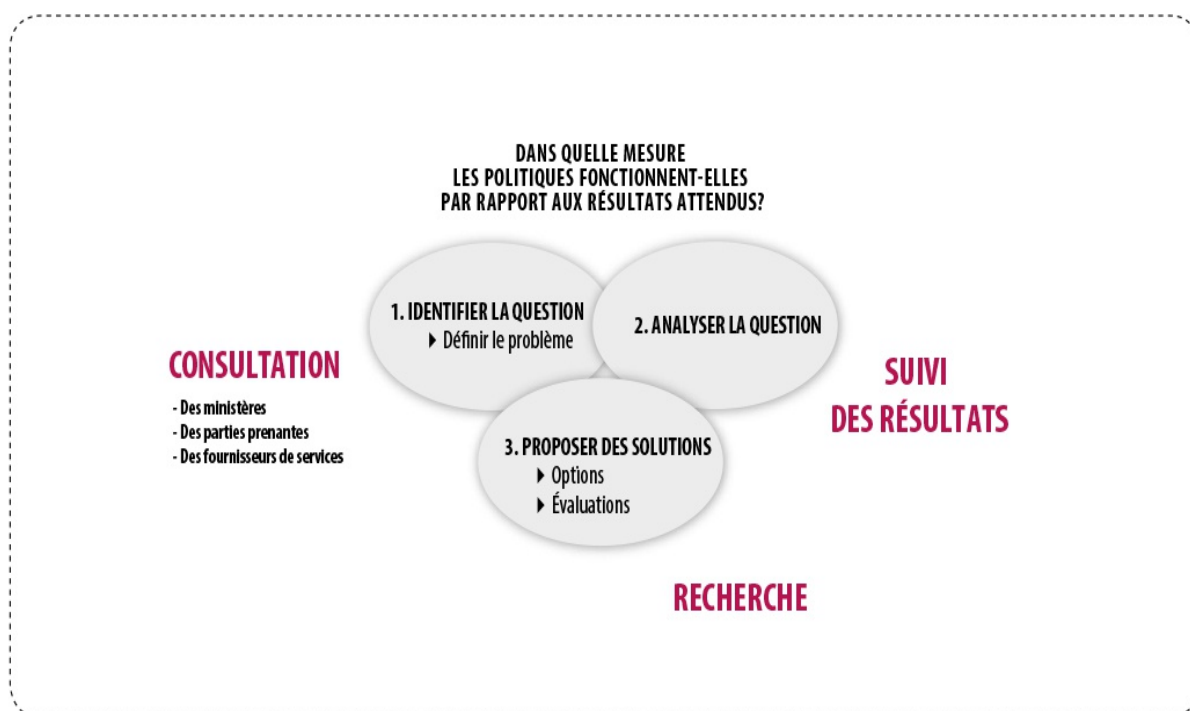 DANS QUELLE MESURE
LES POLITIQUES FONCTIONNENT-ELLES
PAR RAPPORT AUX RÉSULTATS ATTENDUS?
1. IDENTIFIER LA QUESTION
Définir le problème
2. ANALYSER LA QUESTION
CONSULTATION
- Des ministères
- Des parties prenantes
- Des fournisseurs de services
SUIVI
DES RÉSULTATS
3. PROPOSER DES SOLUTIONS
Options
Évaluations
RECHERCHE